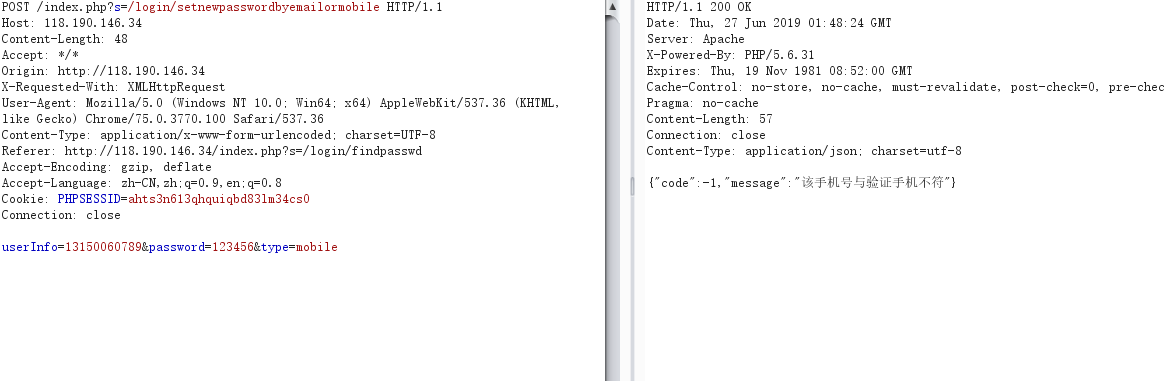 POST /index.php?s=/login/setnewpasswordbyemailormobile HTTP/1.1
Host: 118.190.146.34
Content-Length: 48
Accept: */*
Origin: http://118.190.146.34
X-Requested-With: XMLHttpRequest
User-Agent: Mozilla/5.0 (Windows NT 10.0; Win64; x64) AppleWebKit/537.36 (KHTML,
like Gecko) Chrome/75.0.3770.100 Safari/537.36
Content-Type: application/x-www-form-urlencoded; charset=UTF-8
Referer: http://118.190.146.34/index.php?s=/login/findpasswd
Accept-Encoding: gzip, deflate
Accept-Language: zh-CN,zh;q=0.9,en;q=0.8
Cookie: PHPSESSID=ahts3n613qhquiqbd83lm34cs0
Connection: close
userInfo=13150060789&password=123456&type=mobile
HTTP/1.1 200 OK
Date: Thu, 27 Jun 2019 01:48:24 GMT
Server: Apache
X-Powered-By: PHP/5.6.31
Expires: Thu, 19 Nov 1981 08:52:00 GMT
Cache-Control: no-store, no-cache, must-revalidate, post-check=0, pre-chec
Pragma: no-cache
Content-Length: 57
Connection: close
Content-Type: application/json; charset=utf-8
{"code":-1,"message":"该手机号与验证手机不符"}